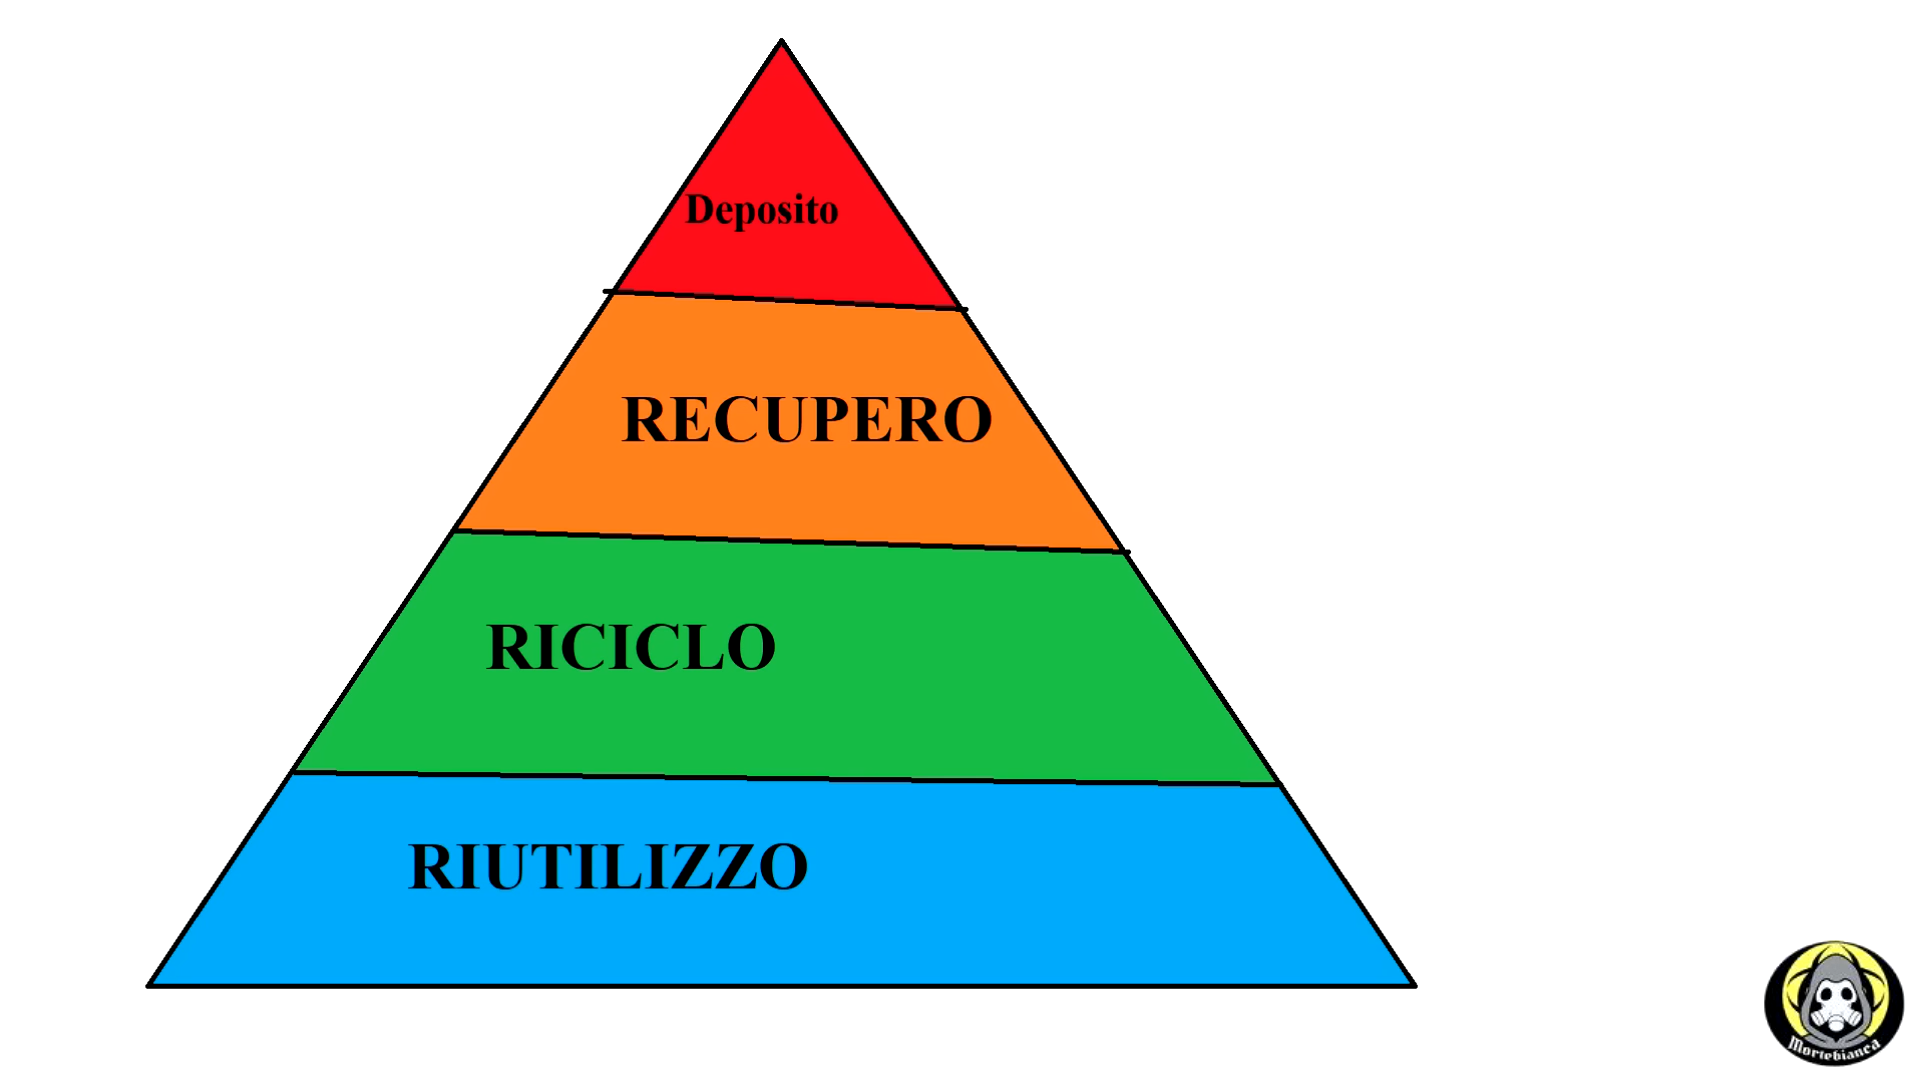 Deposito
RECUPERO
RICICLO
RIUTILIZZO
Mortebianca